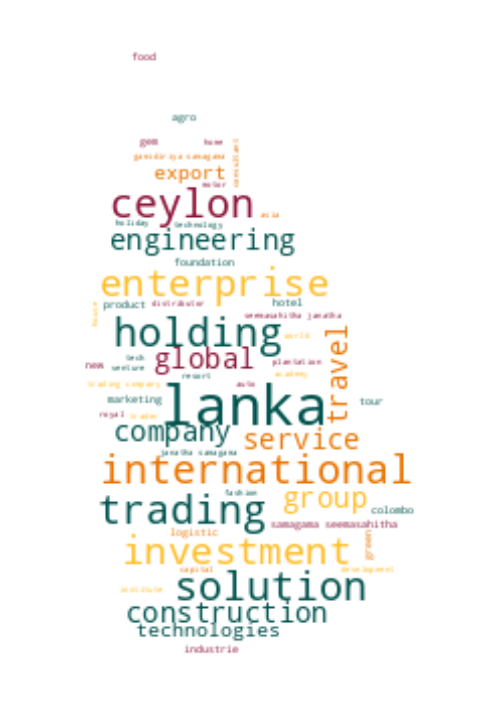 food
agro
gem home
gamidiriya samagama
consultant
export
motor
ceylon asia
holiday technology
engineering
foundation
enterprise
product distributor hotel
house
seemasahitha janatha
holding world
travel
tech global
new venture plantation
resort academy
trading company auto
lanka
marketing tour
royal trader
company service
janatha samagama
international
fashion group
trading colombo
samagama seemasahitha
logistic green
investment
capital development
solution
institute
construction
technologies
industrie